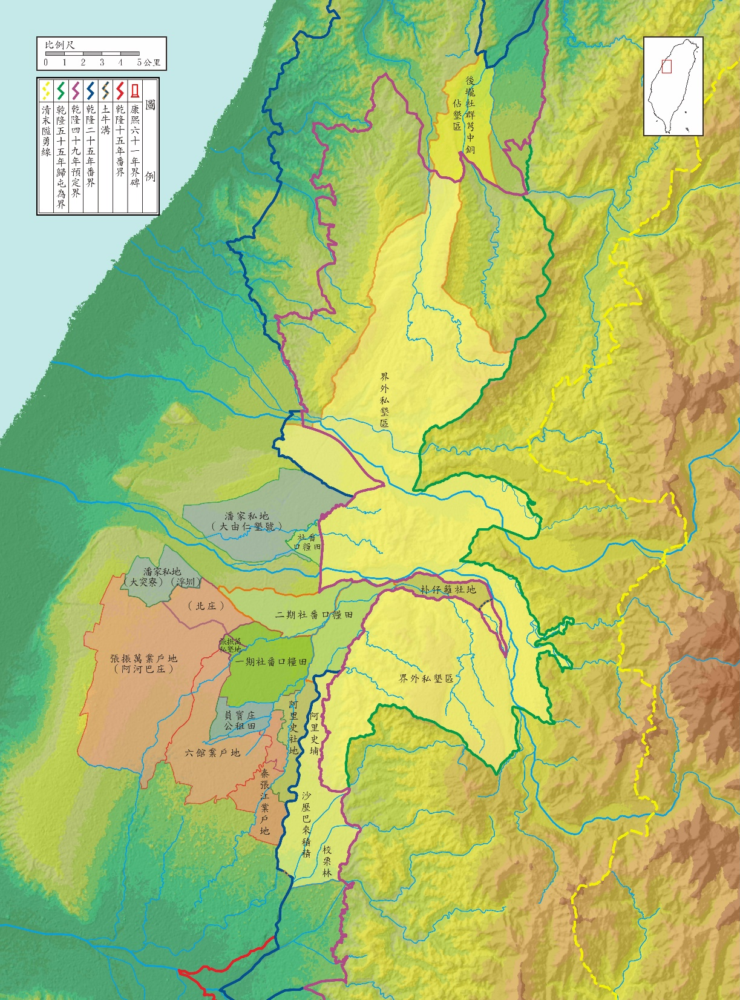 比例尺
0 1 2 3 4 5公里
圖例
康熙六十一年界碑
乾隆十五年番界
土牛溝
乾隆二十五年番界
乾隆四十九年預定界
乾隆五十五年歸屯為界
清末隘勇線
後壠社群芎中銅
佔墾區
界外私墾區
潘家私地
（大由仁墾號）
社番
口糧田
潘家私地
（大突寮）（浮圳）
朴仔籬社地
（北庄）
二期社番口糧田
張振萬
私墾地
張振萬業戶地
（阿河巴庄）
一期社番口糧田
界外私墾區
員寶庄
公租田
阿里史社地
阿里史埔
六館業戶地
秦張江業戶地
沙歷巴來積積
校栗林